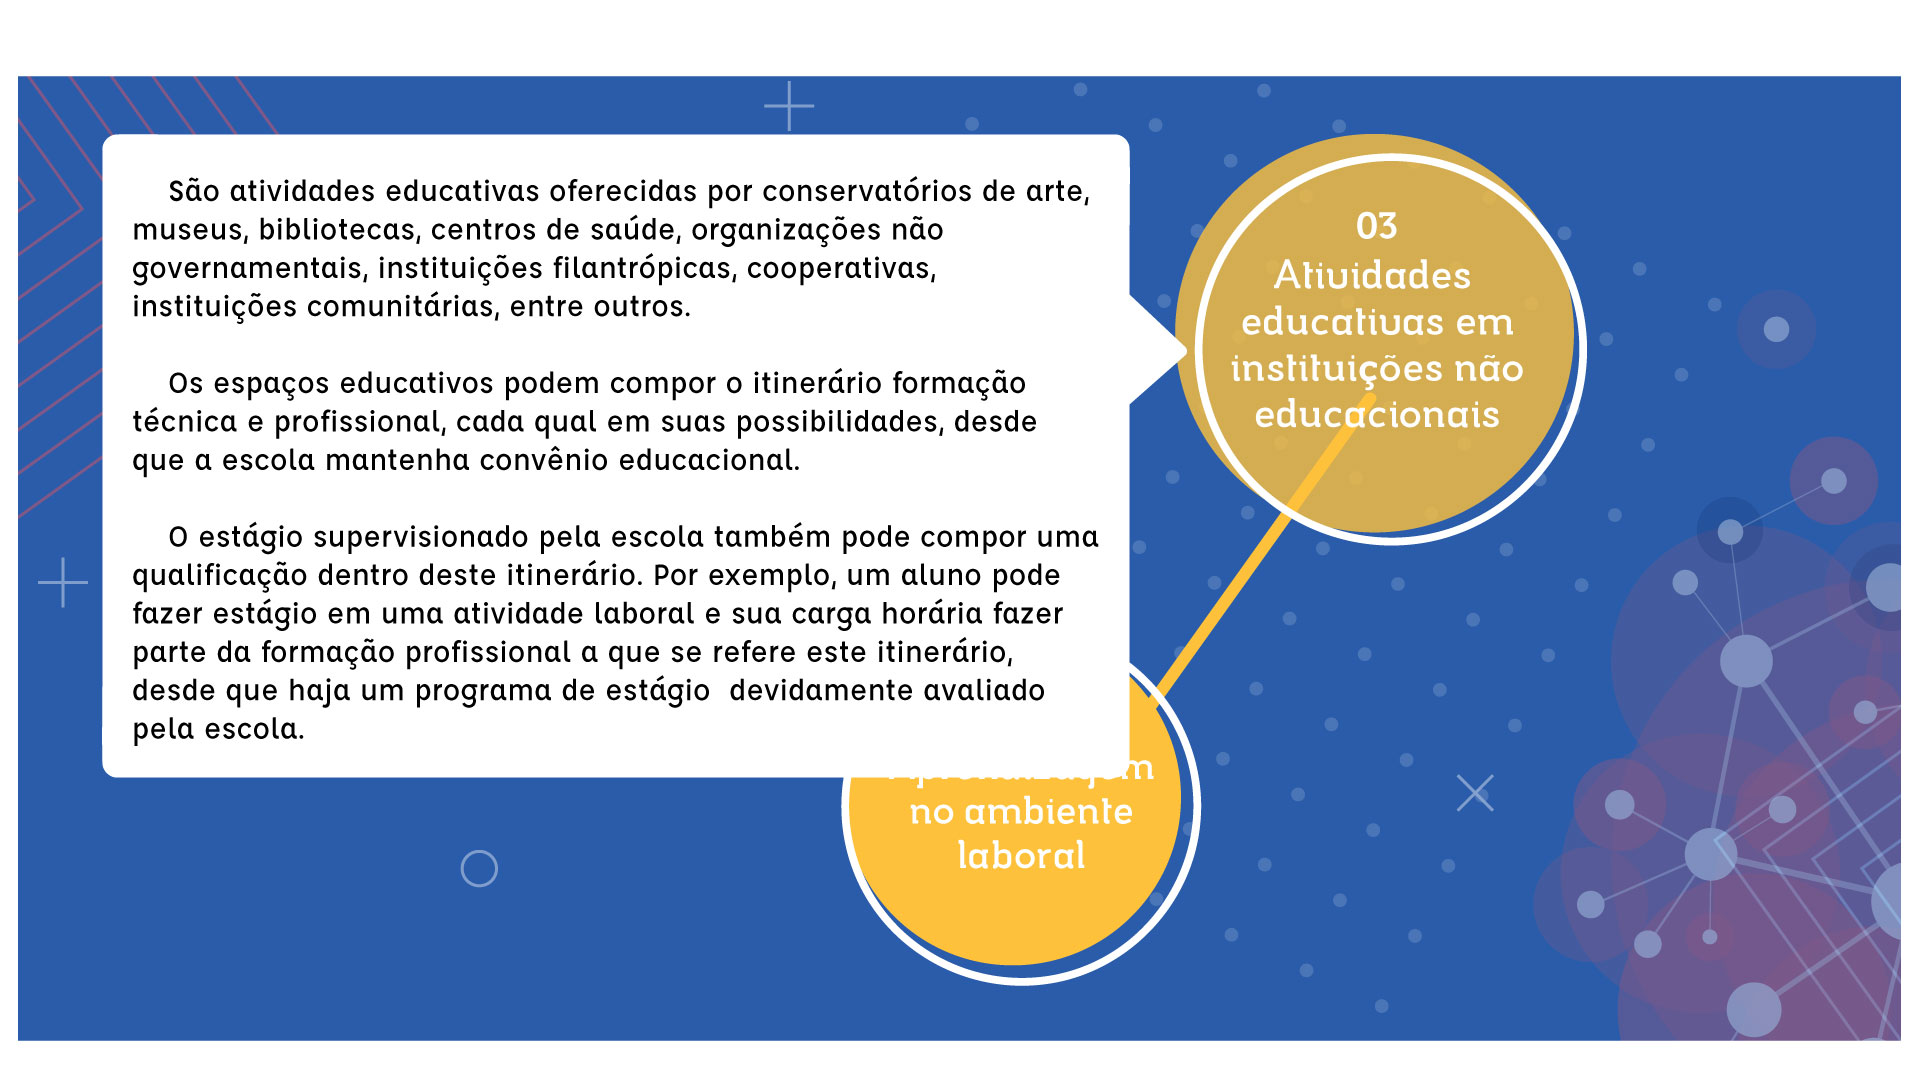 São atividades educativas oferecidas por conservatórios de arte,
museus, bibliotecas, centros de saúde, organizações não
governamentais, instituições filantrópicas, cooperativas,
instituições comunitárias, entre outros.
Os espaços educativos podem compor o itinerário formação
técnica e profissional, cada qual em suas possibilidades, desde
que a escola mantenha convênio educacional.
O estágio supervisionado pela escola também pode compor uma
qualificação dentro deste itinerário. Por exemplo, um aluno pode
fazer estágio em uma atividade laboral e sua carga horária fazer
parte da formação profissional a que se refere este itinerário,
desde que haja um programa de estágio  devidamente avaliado
pela escola.
03
Atividades
educativas em
instituições não
educacionais
Aprendizagem
no ambiente
laboral